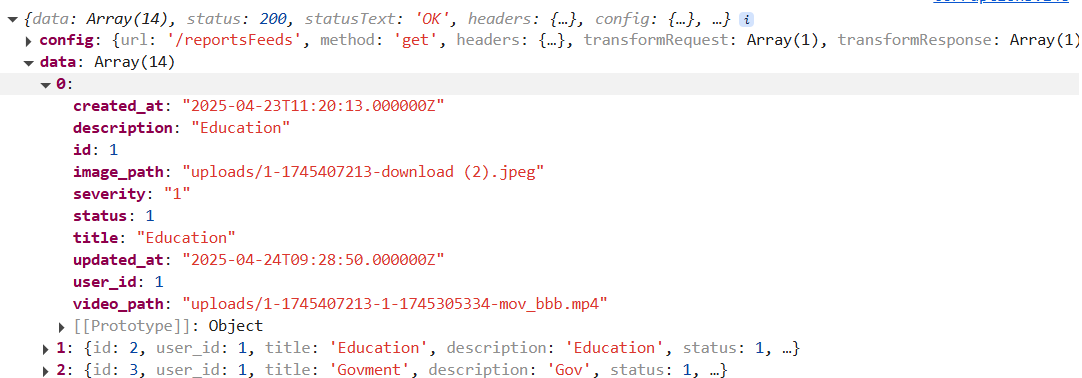 {data: Array(14), status: 200, statusText: 'OK', headers: {…}, config: {…}, …} i
config: {url: '/reportsFeeds', method: 'get', headers: {…}, transformRequest: Array(1), transformResponse: Array(1)
data: Array(14)
0:
created_at: "2025-04-23T11:20:13.000000Z"
description: "Education"
id: 1
image_path: "uploads/1-1745407213-download (2).jpeg"
severity: "1"
status: 1
title: "Education"
updated_at: "2025-04-24T09:28:50.000000Z"
user_id: 1
video_path: "uploads/1-1745407213-1-1745305334-mov_bbb.mp4"
[[Prototype]]: Object
1: {id: 2, user_id: 1, title: 'Education', description: 'Education', status: 1, …}
2: {id: 3, user_id: 1, title: 'Govment', description: 'Gov', status: 1, …}